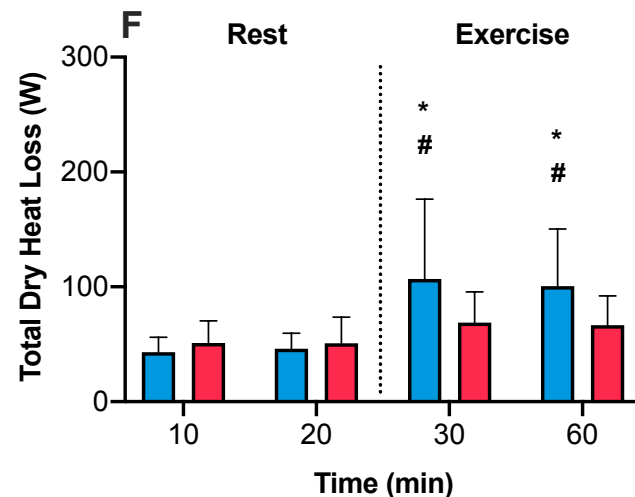 F
Rest Exercise
Total Dry Heat Loss (W)
300
200
100
0
*
#
*
#
10 20 30 60
Time (min)